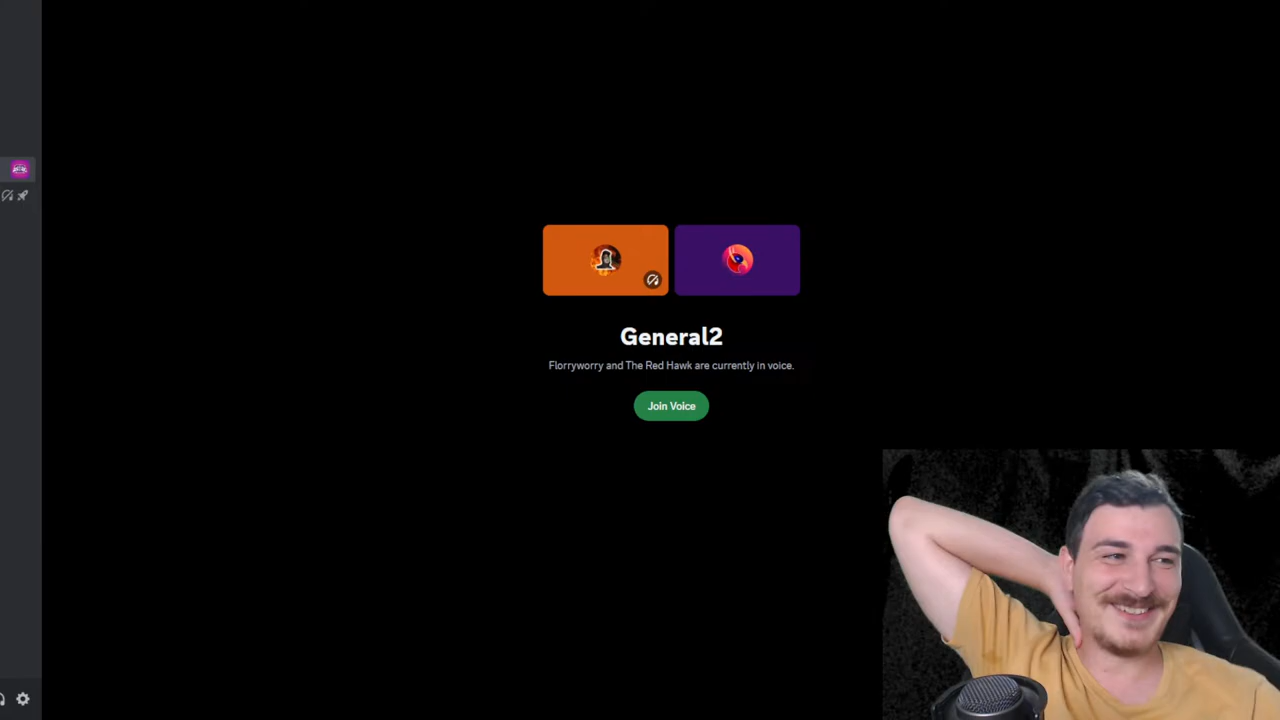 General2
Florryworry and The Red Hawk are currently in voice.
Join Voice